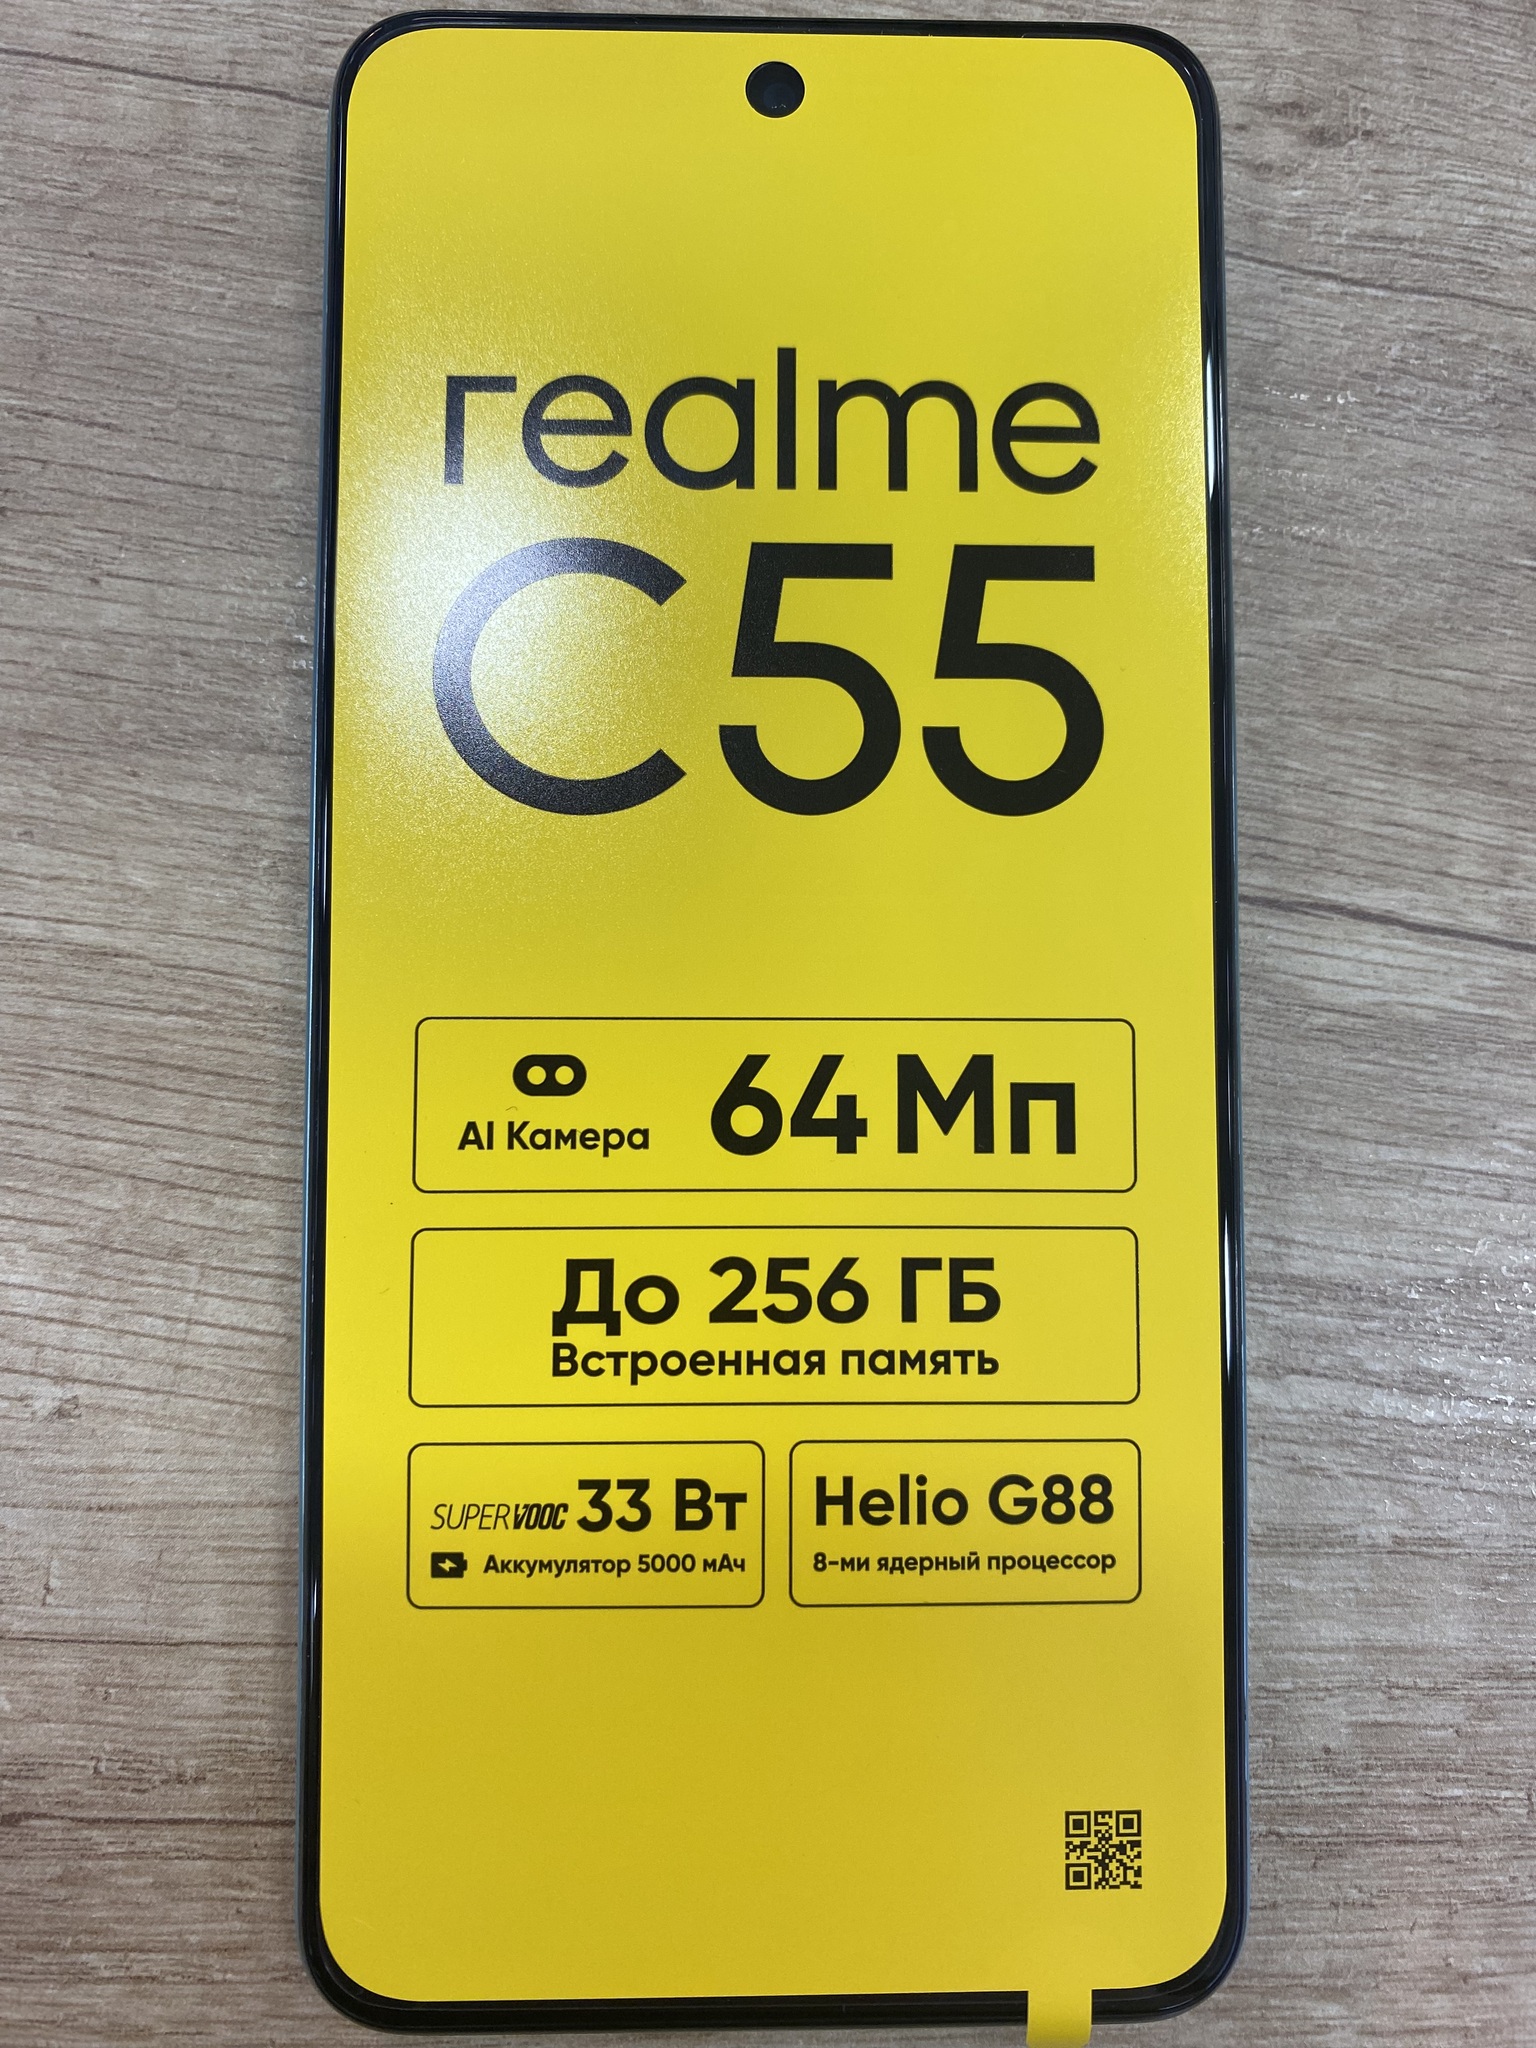 realme
C55
AI Камера
64 Мп
До 256 ГБ
Встроенная память
SUPERVOOC 33 Вт
Аккумулятор 5000 мАч
Helio G88
8-ми ядерный процессор